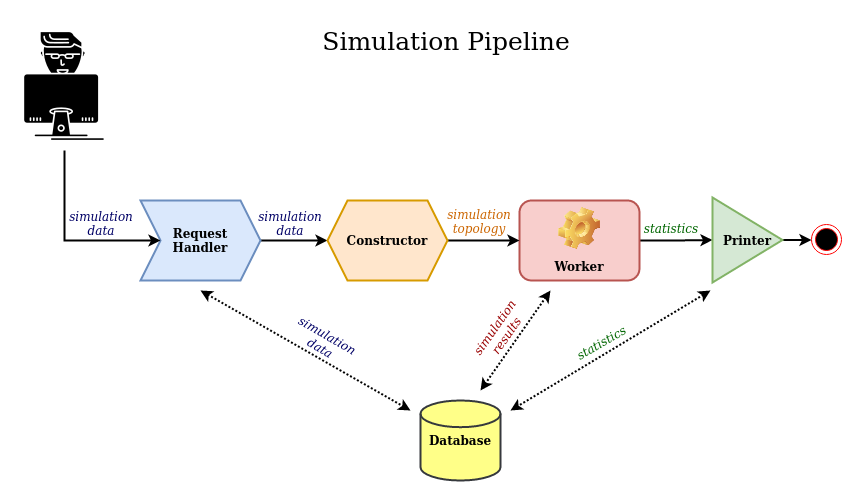 Simulation Pipeline
simulation
data
Request
Handler
simulation
data
Constructor
simulation
topology
Worker
statistics
Printer
simulation
data
simulation
results
statistics
Database